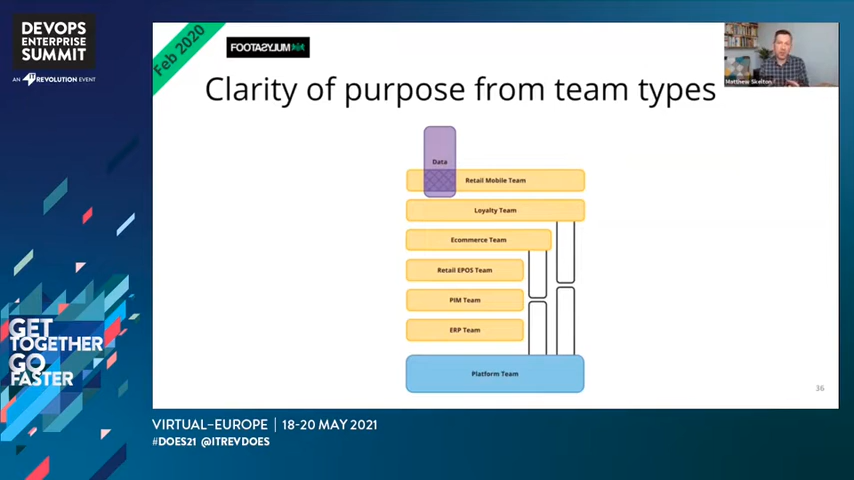 DEVOPS
ENTERPRISE
SUMMIT
AN IT REVOLUTION EVENT
Feb 2020
FOOTASYLUM
Matthew Skelton
Clarity of purpose from team types
Data
Retail Mobile Team
Loyalty Team
Ecommerce Team
Retail EPOS Team
PIM Team
ERP Team
Platform Team
36
GET
TOGETHER
GO
FASTER
VIRTUAL-EUROPE | 18-20 MAY 2021
#DOES21 @ITREVDOES